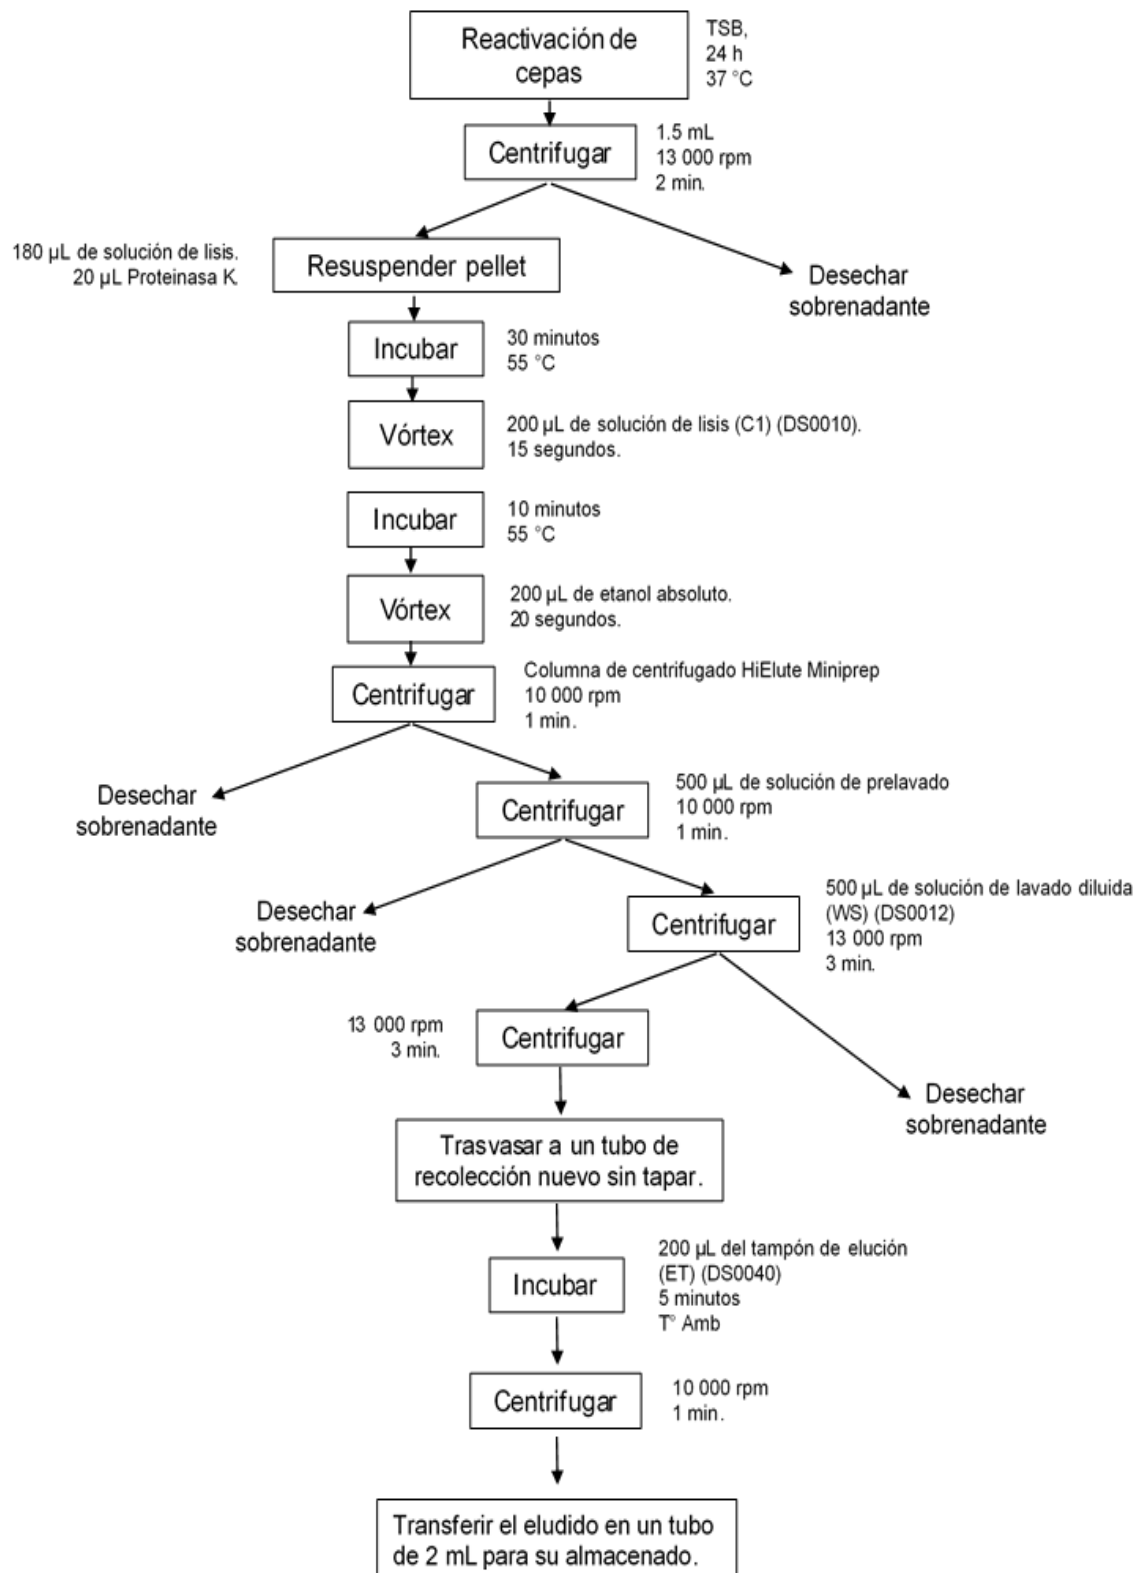 Reactivación de
cepas
TSB,
24 h
37 °C
Centrifugar
1.5 mL
13 000 rpm
2 min.
180 µL de solución de lisis.
20 µL Proteinasa K.
Resuspender pellet
Desechar
sobrenadante
Incubar
30 minutos
55 °C
Vórtex
200 µL de solución de lisis (C1) (DS0010).
15 segundos.
Incubar
10 minutos
55 °C
Vórtex
200 µL de etanol absoluto.
20 segundos.
Centrifugar
Columna de centrifugado HiElute Miniprep
10 000 rpm
1 min.
Desechar
sobrenadante
Centrifugar
500 µL de solución de prelavado
10 000 rpm
1 min.
Desechar
sobrenadante
Centrifugar
500 µL de solución de lavado diluida
(WS) (DS0012)
13 000 rpm
3 min.
13 000 rpm
3 min.
Centrifugar
Desechar
sobrenadante
Trasvasar a un tubo de
recolección nuevo sin tapar.
Incubar
200 µL del tampón de elución
(ET) (DS0040)
5 minutos
T° Amb
Centrifugar
10 000 rpm
1 min.
Transferir el eludido en un tubo
de 2 mL para su almacenado.